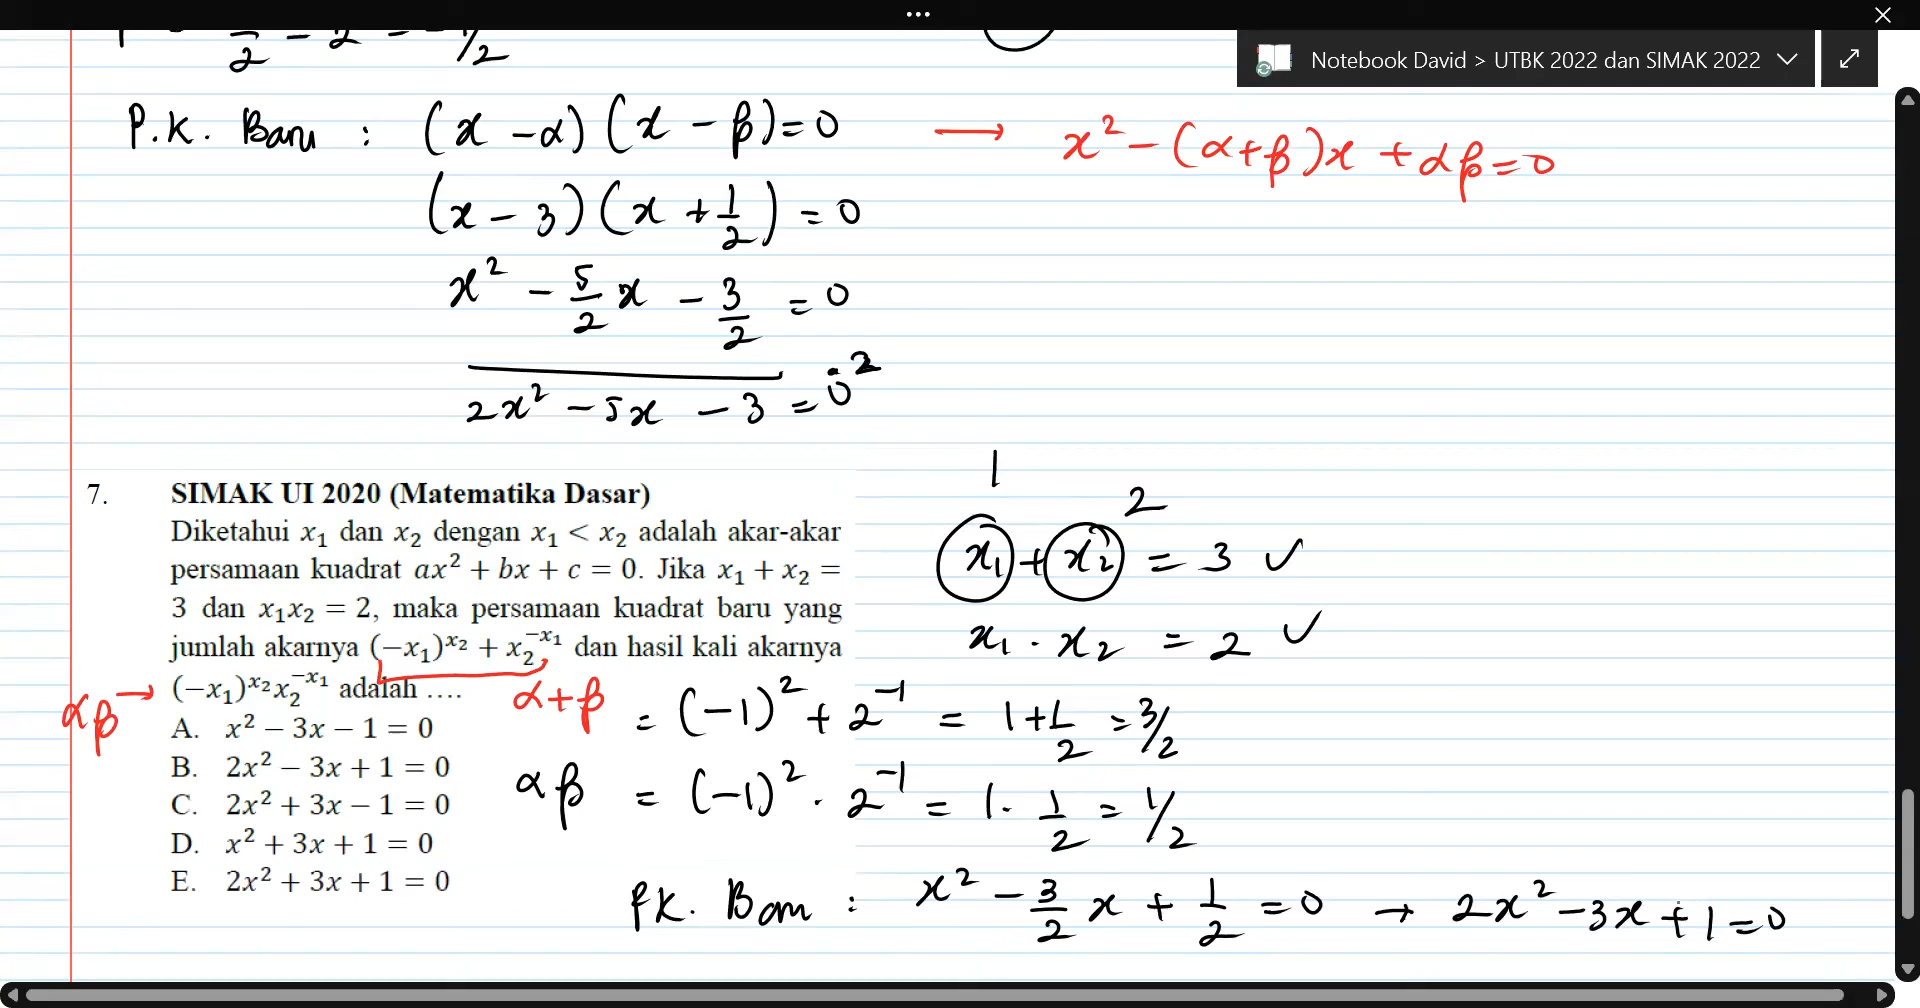 Notebook David > UTBK 2022 dan SIMAK 2022
/2 - 2 = -1/2
P.K. Baru : (x - α)(x - β) = 0 → x² - (α+β)x + αβ = 0
(x - 3)(x + 1/2) = 0
x² - 5/2 x - 3/2 = 0
2x² - 5x - 3 = 0
7. SIMAK UI 2020 (Matematika Dasar)
Diketahui x₁ dan x₂ dengan x₁ < x₂ adalah akar-akar
persamaan kuadrat ax² + bx + c = 0. Jika x₁ + x₂ =
3 dan x₁x₂ = 2, maka persamaan kuadrat baru yang
jumlah akarnya (−x₁)^x₂ + x₂^−x₁ dan hasil kali akarnya
(−x₁)^x₂ x₂^−x₁ adalah ….
A. x² − 3x − 1 = 0
B. 2x² − 3x + 1 = 0
C. 2x² + 3x − 1 = 0
D. x² + 3x + 1 = 0
E. 2x² + 3x + 1 = 0
1 2
x₁ + x₂ = 3 ✓
x₁ · x₂ = 2 ✓
αβ →
α+β = (-1)² + 2⁻¹ = 1 + 1/2 = 3/2
αβ = (-1)² · 2⁻¹ = 1 · 1/2 = 1/2
PK. Baru : x² - 3/2 x + 1/2 = 0 → 2x² - 3x + 1 = 0